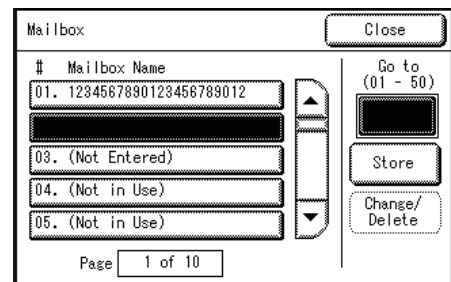 Mailbox
Close
# Mailbox Name
Go to
(01 - 50)
01. 12345678901234567890​12
03. (Not Entered)
Store
04. (Not in Use)
Change/
Delete
05. (Not in Use)
Page 1 of 10